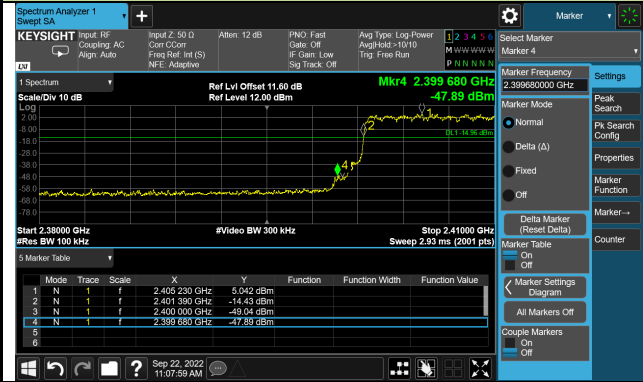 Spectrum Analyzer 1
Swept SA
+
Marker
KEYSIGHT
Input: RF
Coupling: AC
Align: Auto
Input Z: 50 Ω
Corr CCorr
Freq Ref: Int (S)
NFE: Adaptive
Atten: 12 dB
PNO: Fast
Gate: Off
IF Gain: Low
Sig Track: Off
Avg Type: Log-Power
Avg|Hold:>10/10
Trig: Free Run
1 2 3 4 5 6
M W W W W W
P N N N N N
LXI
Select Marker
Marker 4
1 Spectrum
Scale/Div 10 dB
Log
Ref Lvl Offset 11.60 dB
Ref Level 12.00 dBm
Mkr4 2.399 680 GHz
-47.89 dBm
2.00
-8.00
-18.0
-28.0
-38.0
-48.0
-58.0
-68.0
-78.0
1
2
4
DL1 -14.96 dBm
Start 2.38000 GHz
#Res BW 100 kHz
#Video BW 300 kHz
Stop 2.41000 GHz
Sweep 2.93 ms (2001 pts)
5 Marker Table
Mode Trace Scale X Y Function Function Width Function Value
1 N 1 f 2.405 230 GHz 5.042 dBm
2 N 1 f 2.401 390 GHz -14.43 dBm
3 N 1 f 2.400 000 GHz -49.04 dBm
4 N 1 f 2.399 680 GHz -47.89 dBm
5
6
Marker Frequency
2.399680000 GHz
Marker Mode
Normal
Delta (Δ)
Fixed
Off
Delta Marker
(Reset Delta)
Marker Table
On
Off
Marker Settings
Diagram
All Markers Off
Couple Markers
On
Off
Settings
Peak
Search
Pk Search
Config
Properties
Marker
Function
Marker→
Counter
?
Sep 22, 2022
11:07:59 AM